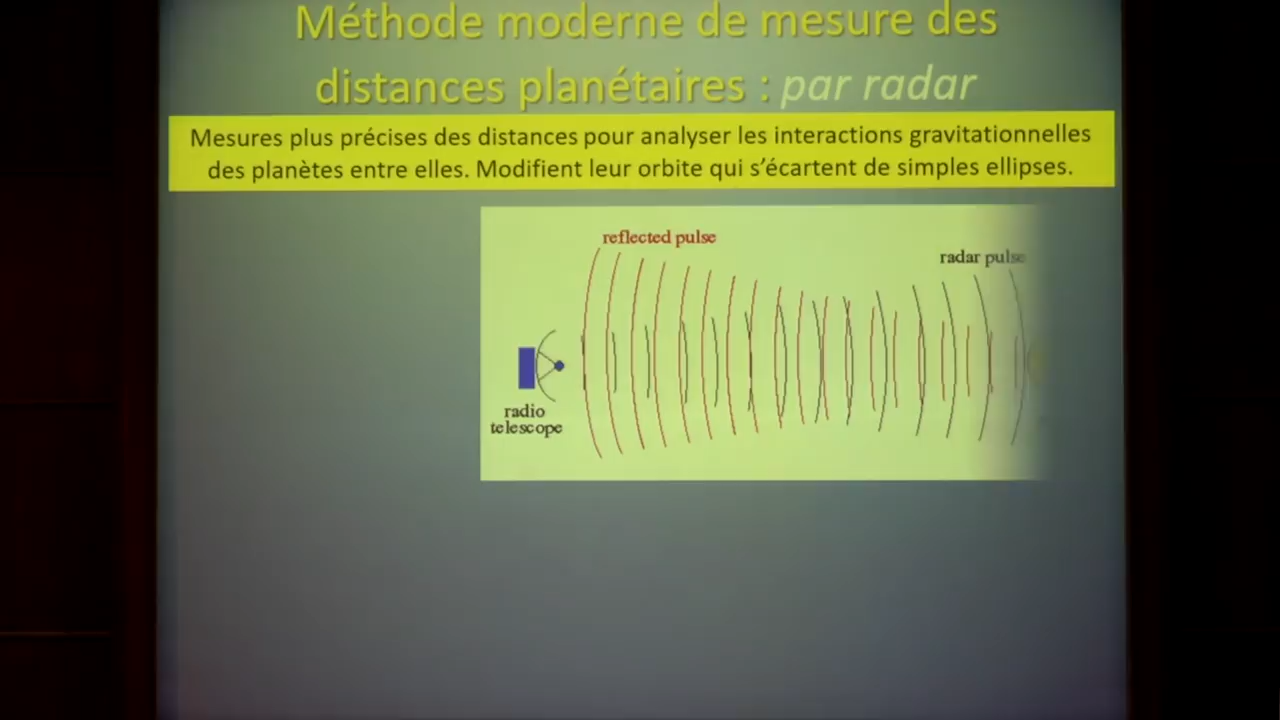 Méthode moderne de mesure des
distances planétaires : par radar
Mesures plus précises des distances pour analyser les interactions gravitationnelles
des planètes entre elles. Modifient leur orbite qui s’écartent de simples ellipses.
reflected pulse
radar pulse
radio
telescope